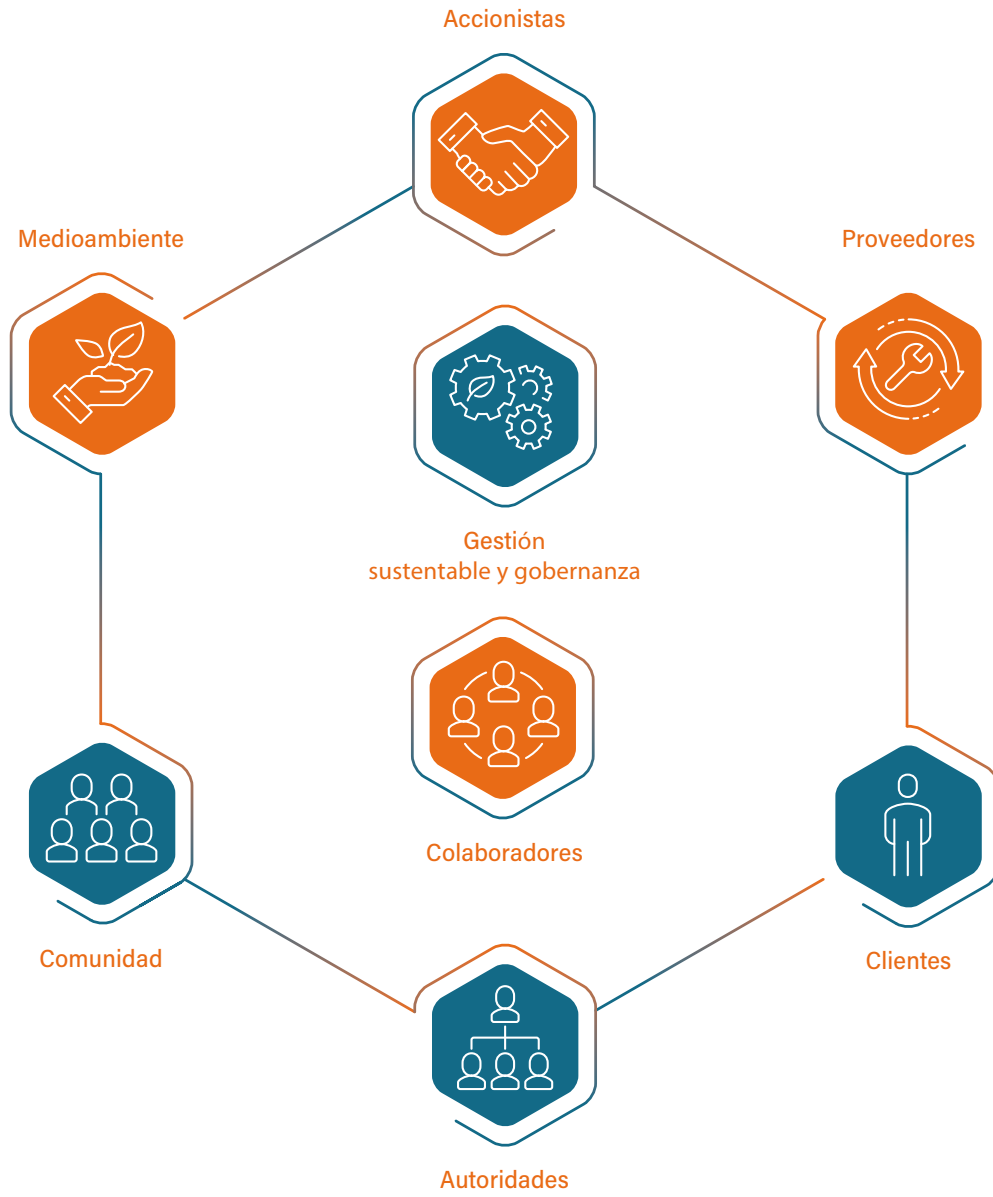 Accionistas
Medioambiente
Proveedores
Gestión
sustentable y gobernanza
Colaboradores
Comunidad
Clientes
Autoridades